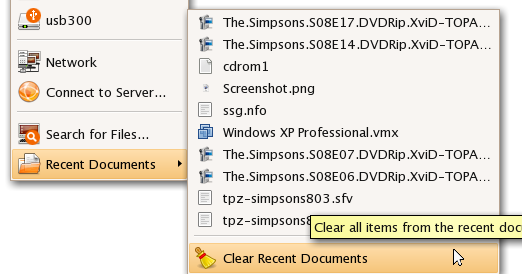 usb300
Network
Connect to Server...
Search for Files...
Recent Documents
The.Simpsons.S08E17.DVDRip.XviD-TOPA...
The.Simpsons.S08E14.DVDRip.XviD-TOPA...
cdrom1
Screenshot.png
ssg.nfo
Windows XP Professional.vmx
The.Simpsons.S08E07.DVDRip.XviD-TOPA...
The.Simpsons.S08E06.DVDRip.XviD-TOPA...
tpz-simpsons803.sfv
tpz-simpsons8
Clear all items from the recent doc
Clear Recent Documents